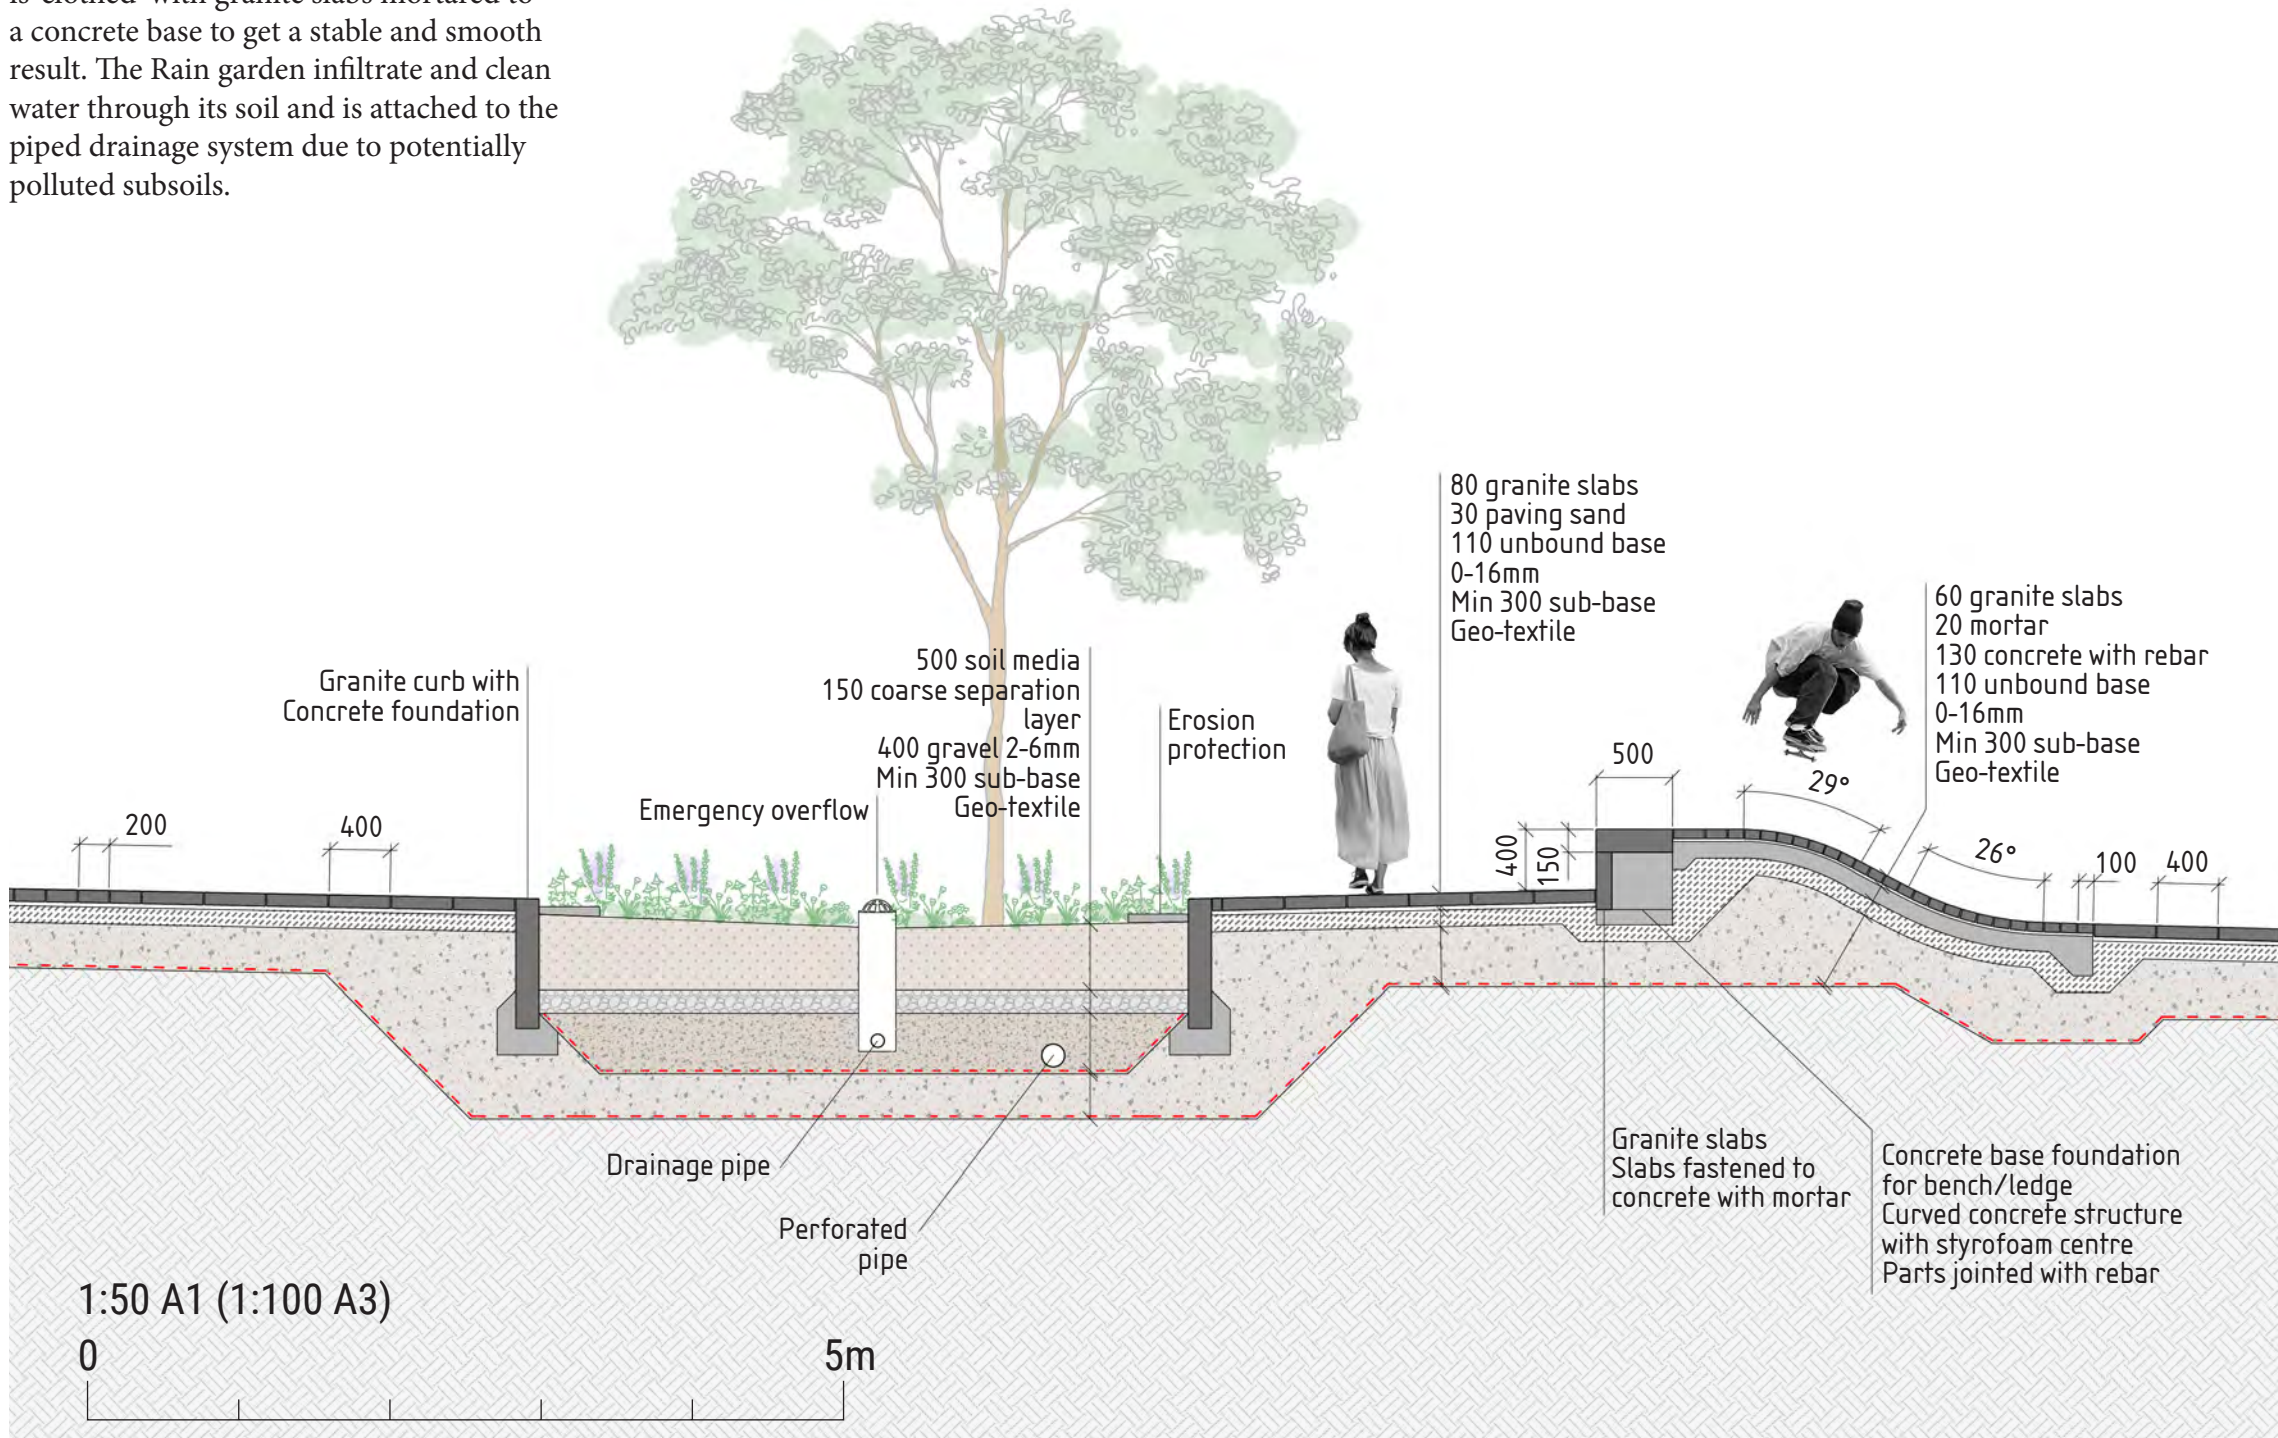 is 'clothed' with granite slabs mortared to
a concrete base to get a stable and smooth
result. The Rain garden infiltrate and clean
water through its soil and is attached to the
piped drainage system due to potentially
polluted subsoils.
80 granite slabs
30 paving sand
110 unbound base
0-16mm
Min 300 sub-base
Geo-textile
60 granite slabs
20 mortar
130 concrete with rebar
110 unbound base
0-16mm
Min 300 sub-base
Geo-textile
Granite curb with
Concrete foundation
500 soil media
150 coarse separation
layer
400 gravel 2-6mm
Min 300 sub-base
Geo-textile
Erosion
protection
Emergency overflow
200
400
500
400
150
29°
26°
100
400
Drainage pipe
Perforated
pipe
Granite slabs
Slabs fastened to
concrete with mortar
Concrete base foundation
for bench/ledge
Curved concrete structure
with styrofoam centre
Parts jointed with rebar
1:50 A1 (1:100 A3)
0
5m